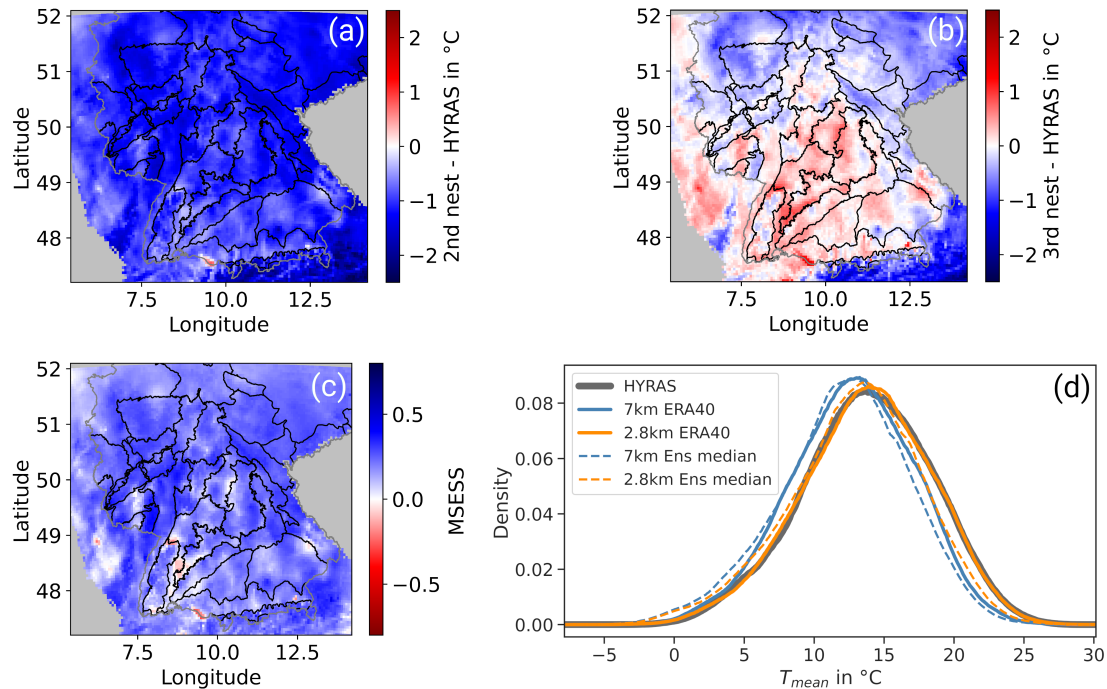 (a)
52
51
50
49
48
Latitude
7.5 10.0 12.5
Longitude
2
1
0
−1
−2
2nd nest - HYRAS in °C
(b)
52
51
50
49
48
Latitude
7.5 10.0 12.5
Longitude
2
1
0
−1
−2
3rd nest - HYRAS in °C
(c)
52
51
50
49
48
Latitude
7.5 10.0 12.5
Longitude
0.5
0.0
−0.5
MSESS
(d)
HYRAS
7km ERA40
2.8km ERA40
7km Ens median
2.8km Ens median
0.08
0.06
0.04
0.02
0.00
Density
−5 0 5 10 15 20 25 30
Tmean in °C